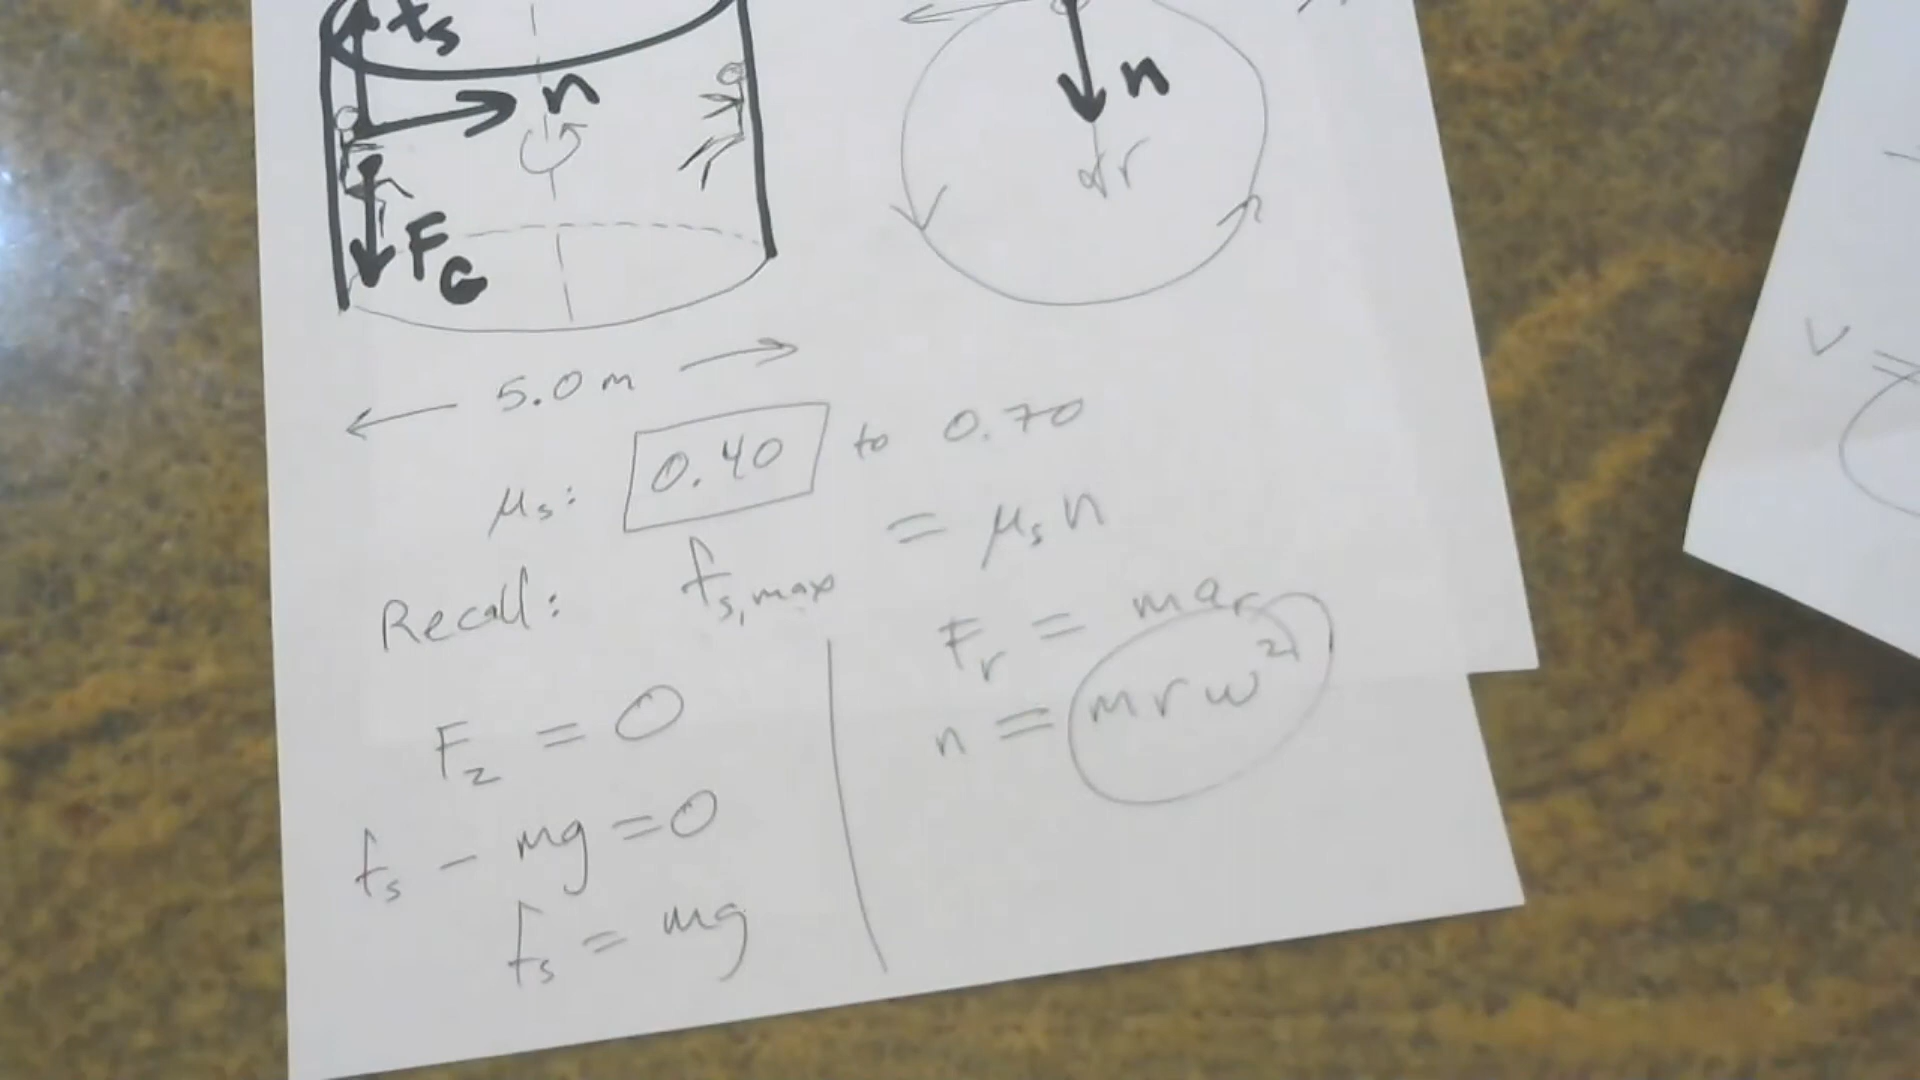 fs
n
FG
n
r
5.0 m
μs: 0.40 to 0.70
Recall: fs,max = μs n
Fz = 0
fs - mg = 0
fs = mg
Fr = mar
n = mrω²
v =